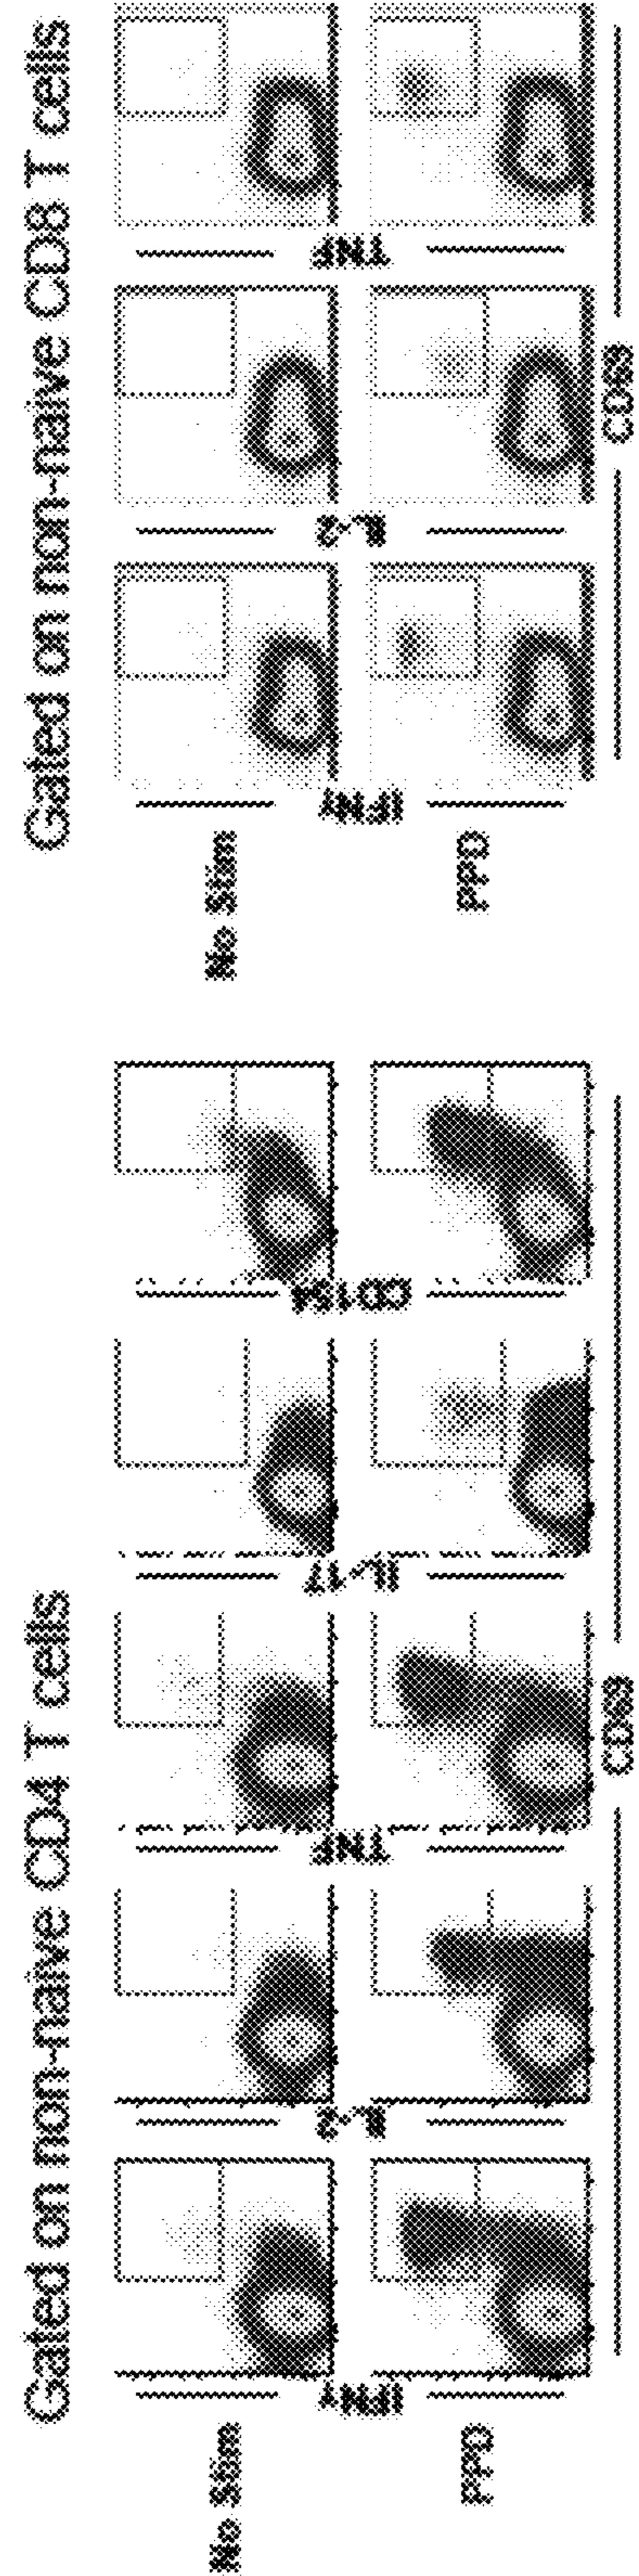 Gated on non-naive CD4 T cells
No Stim
PPD
IFNγ
IL-2
TNF
IL-17
CD154
CD69
Gated on non-naive CD8 T cells
No Stim
PPD
IFNγ
IL-2
TNF
CD69